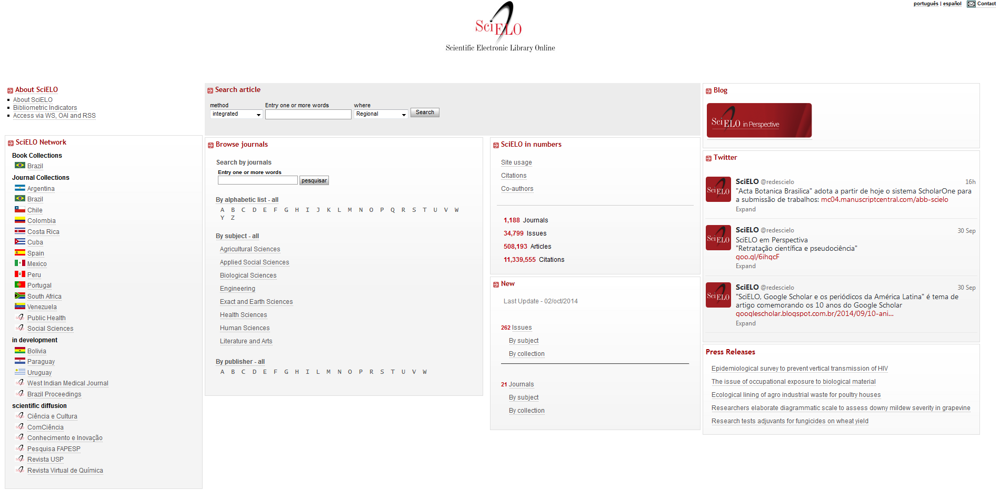 português | español Contact
SciELO
Scientific Electronic Library Online
About SciELO
About SciELO
Bibliometric Indicators
Access via WS, OAI and RSS
SciELO Network
Book Collections
Brazil
Journal Collections
Argentina
Brazil
Chile
Colombia
Costa Rica
Cuba
Spain
Mexico
Peru
Portugal
South Africa
Venezuela
Public Health
Social Sciences
in development
Bolivia
Paraguay
Uruguay
West Indian Medical Journal
Brazil Proceedings
scientific diffusion
Ciência e Cultura
ComCiência
Conhecimento e Inovação
Pesquisa FAPESP
Revista USP
Revista Virtual de Química
Search article
method Entry one or more words where
integrated Regional Search
Browse journals
Search by journals
Entry one or more words
pesquisar
By alphabetic list - all
A B C D E F G H I J K L M N O P Q R S T U V W
Y Z
By subject - all
Agricultural Sciences
Applied Social Sciences
Biological Sciences
Engineering
Exact and Earth Sciences
Health Sciences
Human Sciences
Literature and Arts
By publisher - all
A B C D E F G H I L M N O P R S T U V W
SciELO in numbers
Site usage
Citations
Co-authors
1,188 Journals
34,799 Issues
508,193 Articles
11,339,555 Citations
New
Last Update - 02/oct/2014
262 Issues
By subject
By collection
21 Journals
By subject
By collection
Blog
SciELO in Perspective
Twitter
SciELO
SciELO @redescielo 16h
"Acta Botanica Brasilica" adota a partir de hoje o sistema ScholarOne para
a submissão de trabalhos: mc04.manuscriptcentral.com/abb-scielo
Expand
SciELO
SciELO @redescielo 30 Sep
SciELO em Perspectiva
"Retratação científica e pseudociência"
goo.gl/6ihgcF
Expand
SciELO
SciELO @redescielo 30 Sep
"SciELO, Google Scholar e os periódicos da América Latina" é tema de
artigo comemorando os 10 anos do Google Scholar
googlescholar.blogspot.com.br/2014/09/10-ani...
Expand
Press Releases
Epidemiological survey to prevent vertical transmission of HIV
The issue of occupational exposure to biological material
Ecological lining of agro industrial waste for poultry houses
Researchers elaborate diagrammatic scale to assess downy mildew severity in grapevine
Research tests adjuvants for fungicides on wheat yield